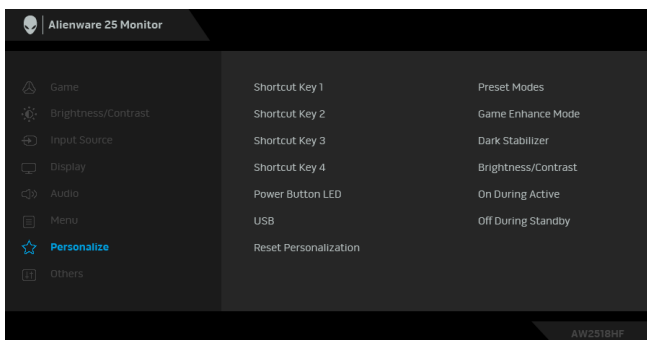 Alienware 25 Monitor
Game
Brightness/Contrast
Input Source
Display
Audio
Menu
Personalize
Others
Shortcut Key 1 Preset Modes
Shortcut Key 2 Game Enhance Mode
Shortcut Key 3 Dark Stabilizer
Shortcut Key 4 Brightness/Contrast
Power Button LED On During Active
USB Off During Standby
Reset Personalization
AW2518HF